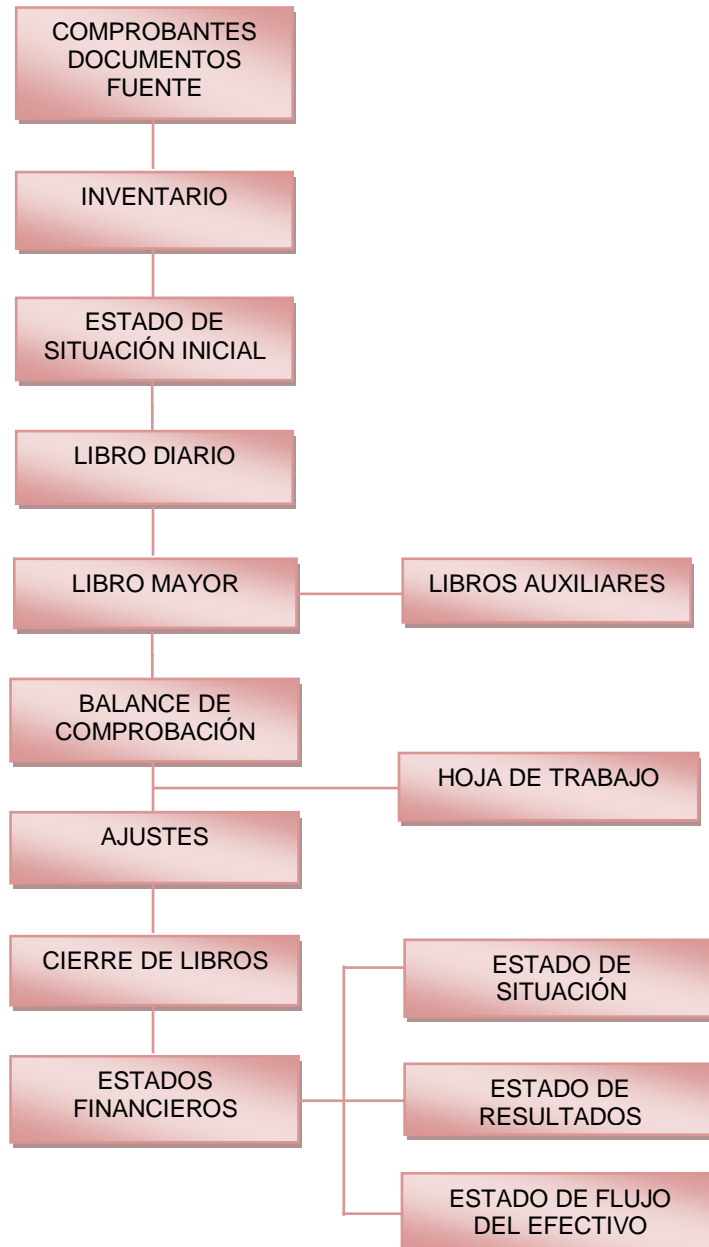 COMPROBANTES
DOCUMENTOS
FUENTE
INVENTARIO
ESTADO DE
SITUACIÓN INICIAL
LIBRO DIARIO
LIBRO MAYOR
LIBROS AUXILIARES
BALANCE DE
COMPROBACIÓN
HOJA DE TRABAJO
AJUSTES
CIERRE DE LIBROS
ESTADO DE
SITUACIÓN
ESTADOS
FINANCIEROS
ESTADO DE
RESULTADOS
ESTADO DE FLUJO
DEL EFECTIVO